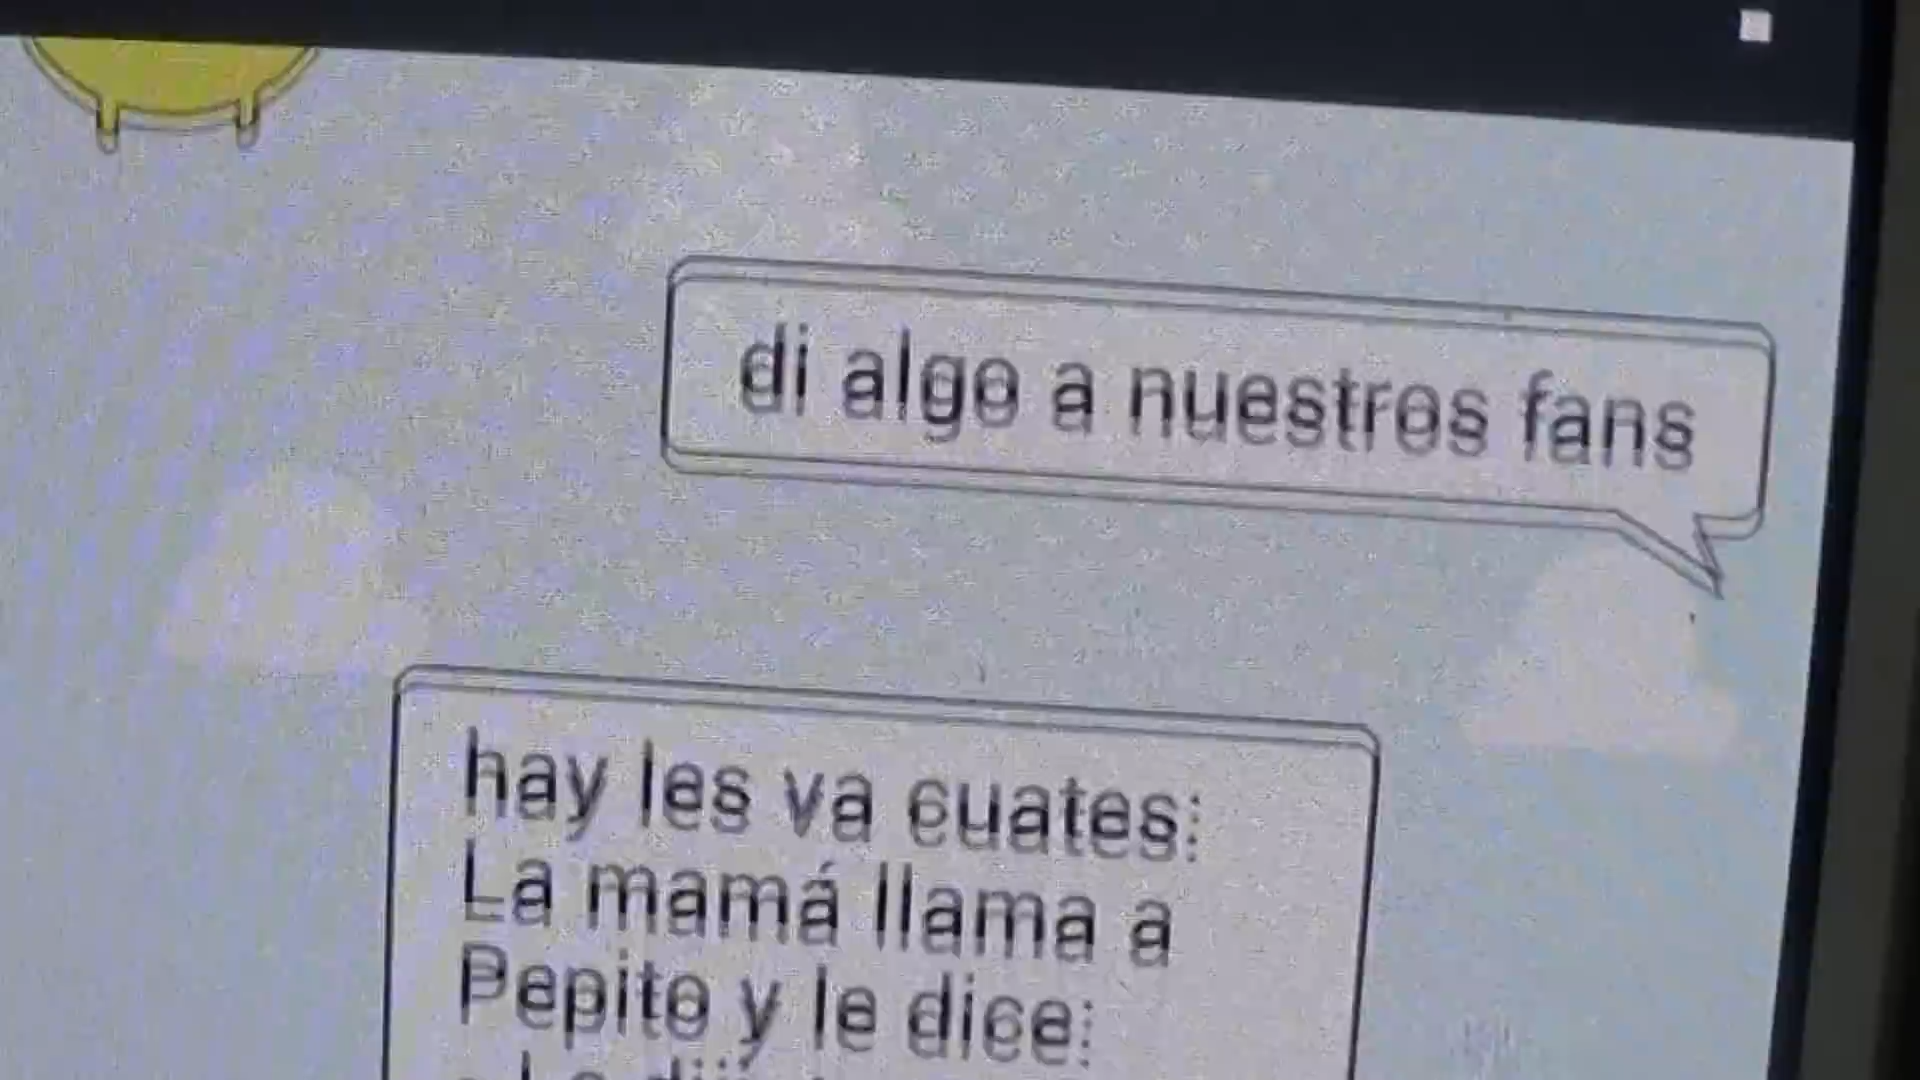 di algo a nuestros fans
hay les va cuates:
La mamá llama a
Pepito y le dice: